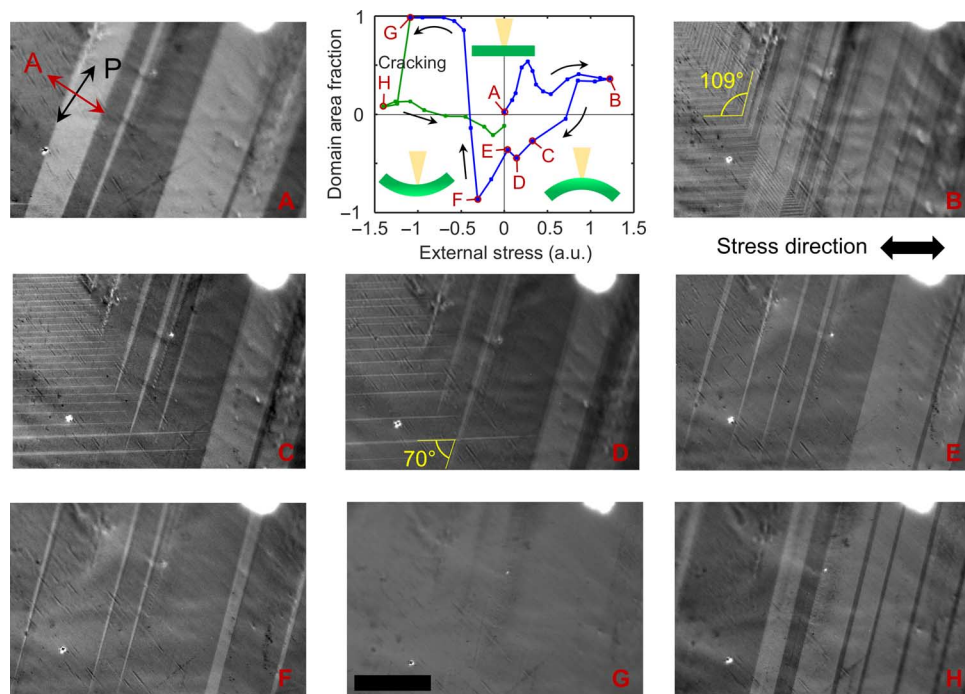 A
P
A
G
Cracking
H
A
B
E
C
D
F
Domain area fraction
1
0
–1
–1.5
–1
–0.5
0
0.5
1
1.5
External stress (a.u.)
109°
B
Stress direction
C
70°
D
E
F
G
H